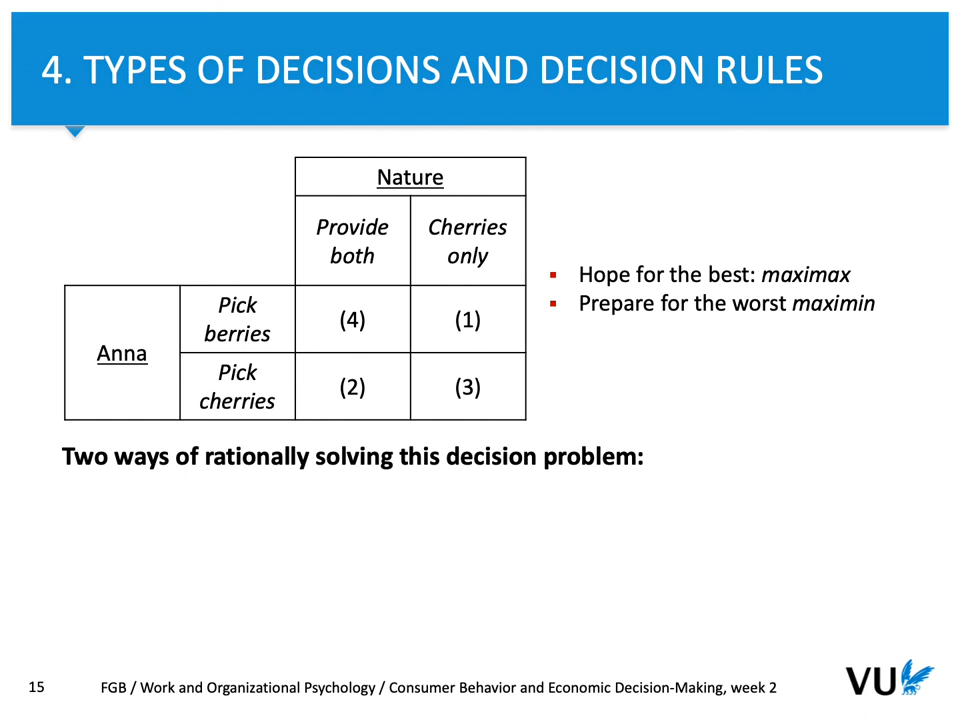 4. TYPES OF DECISIONS AND DECISION RULES
Nature
Provide both
Cherries only
Anna
Pick berries
(4)
(1)
Pick cherries
(2)
(3)
▪ Hope for the best: maximax
▪ Prepare for the worst maximin
Two ways of rationally solving this decision problem:
15
FGB / Work and Organizational Psychology / Consumer Behavior and Economic Decision-Making, week 2
VU